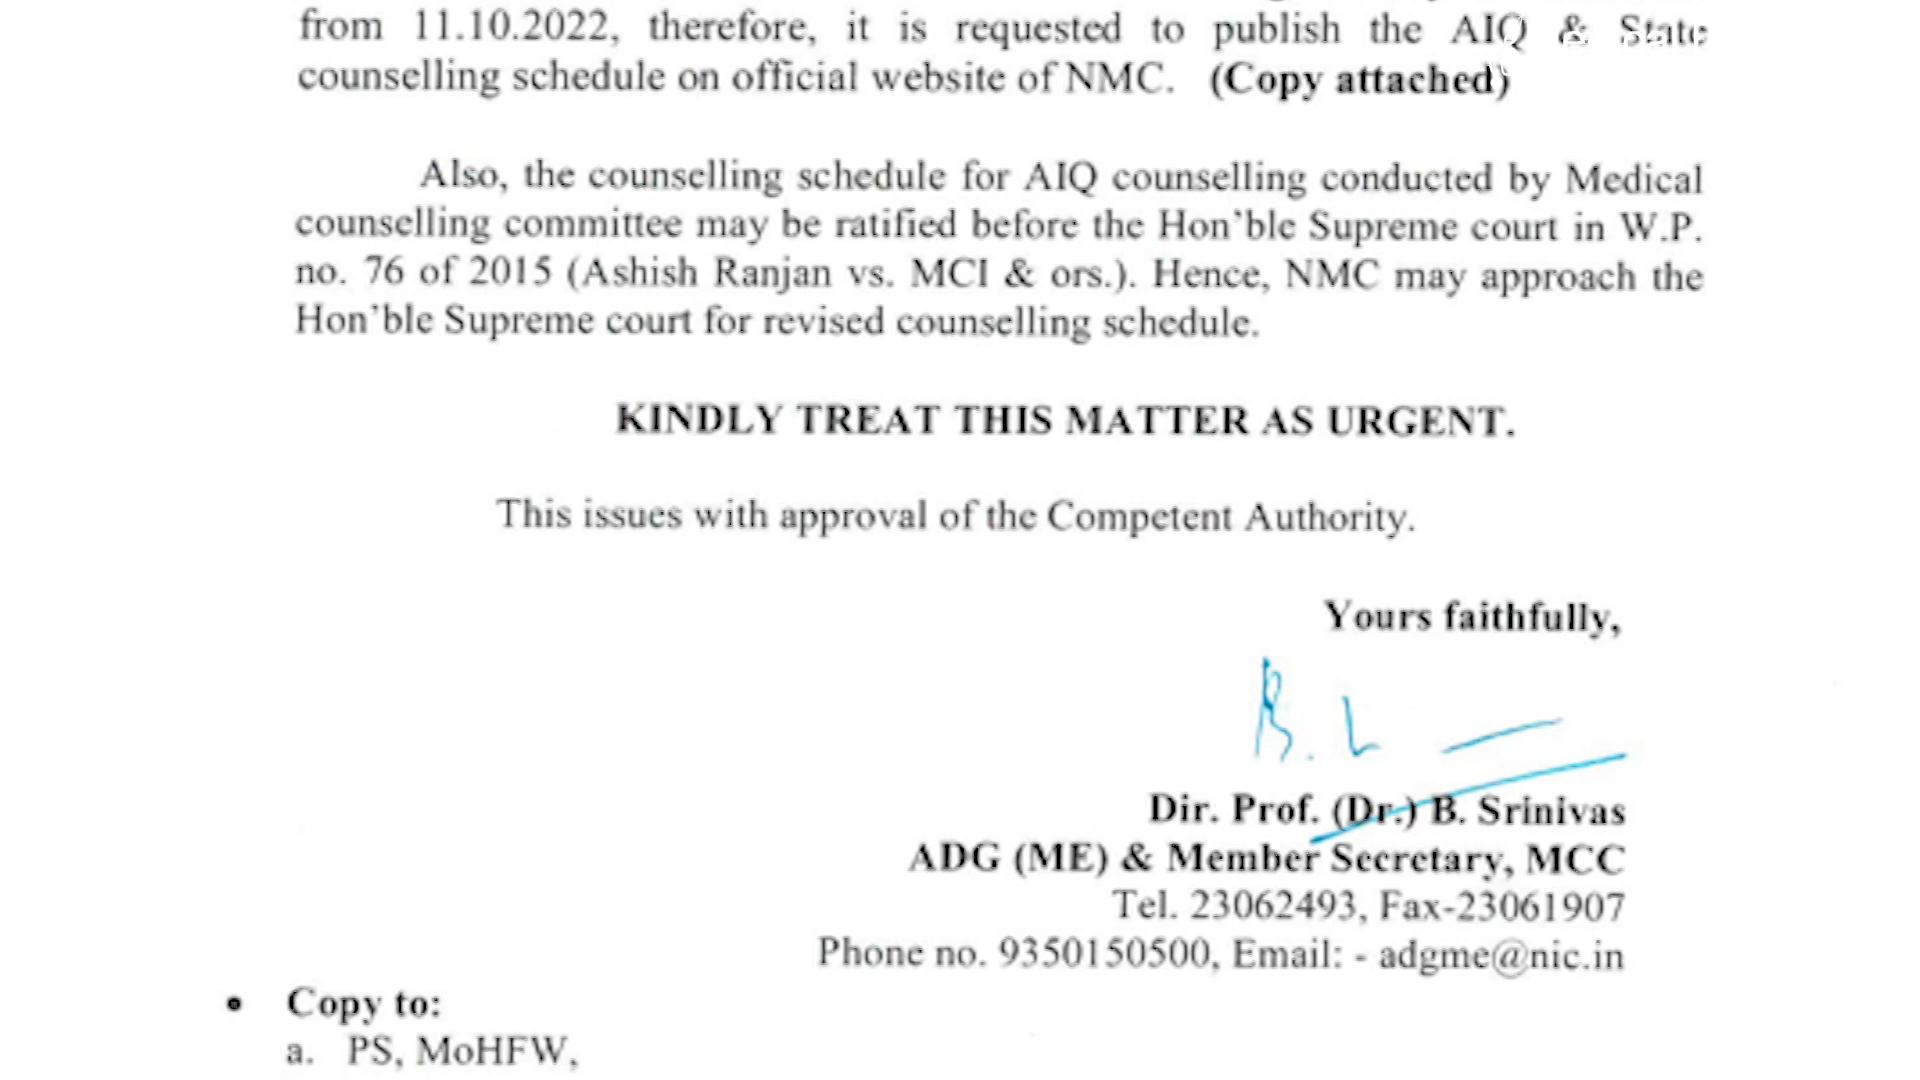 from 11.10.2022, therefore, it is requested to publish the AIQ & State
counselling schedule on official website of NMC. (Copy attached)
Also, the counselling schedule for AIQ counselling conducted by Medical
counselling committee may be ratified before the Hon'ble Supreme court in W.P.
no. 76 of 2015 (Ashish Ranjan vs. MCI & ors.). Hence, NMC may approach the
Hon'ble Supreme court for revised counselling schedule.
KINDLY TREAT THIS MATTER AS URGENT.
This issues with approval of the Competent Authority.
Yours faithfully,
Dir. Prof. (Dr.) B. Srinivas
ADG (ME) & Member Secretary, MCC
Tel. 23062493, Fax-23061907
Phone no. 9350150500, Email: - adgme@nic.in
• Copy to:
a. PS, MoHFW,